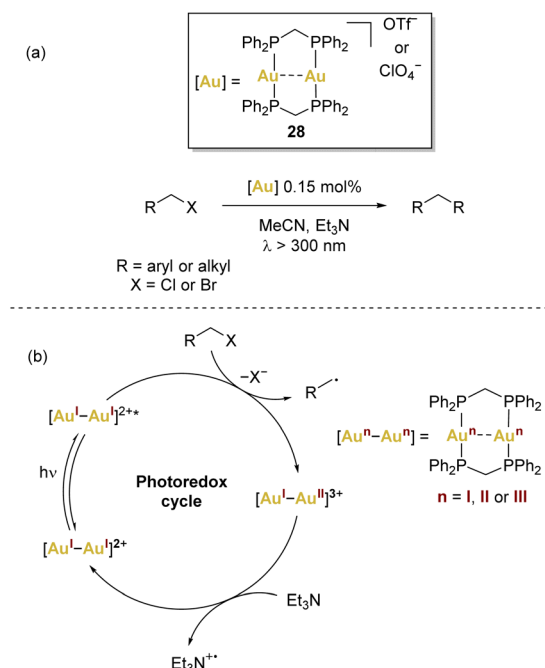 (a)
[Au] =
Ph₂P PPh₂
Au Au
Ph₂P PPh₂
28
OTf⁻
or
ClO₄⁻
R X
[Au] 0.15 mol%
MeCN, Et₃N
λ > 300 nm
R R
R = aryl or alkyl
X = Cl or Br
(b)
R X
–X⁻
R •
[Auᴵ–Auᴵ]²⁺*
hν
Photoredox
cycle
[Auᴵ–Auᴵᴵ]³⁺
[Auᴵ–Auᴵ]²⁺
Et₃N
Et₃N⁺•
[Auⁿ–Auⁿ] =
Ph₂P PPh₂
Auⁿ Auⁿ
Ph₂P PPh₂
n = I, II or III